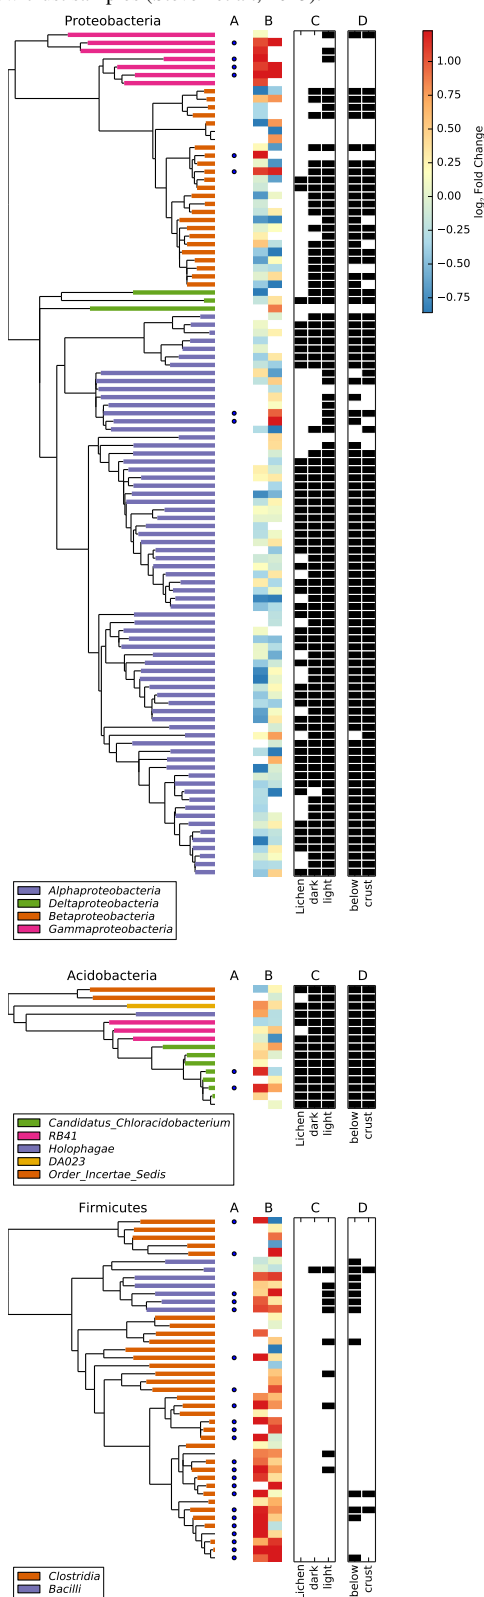 Proteobacteria A B C D
1.00
0.75
0.50
0.25
0.00
−0.25
−0.50
−0.75
log₂ Fold Change
Lichen
dark
light
below
crust
Alphaproteobacteria
Deltaproteobacteria
Betaproteobacteria
Gammaproteobacteria
Acidobacteria A B C D
Lichen
dark
light
below
crust
Candidatus_Chloracidobacterium
RB41
Holophagae
DA023
Order_Incertae_Sedis
Firmicutes A B C D
Lichen
dark
light
below
crust
Clostridia
Bacilli